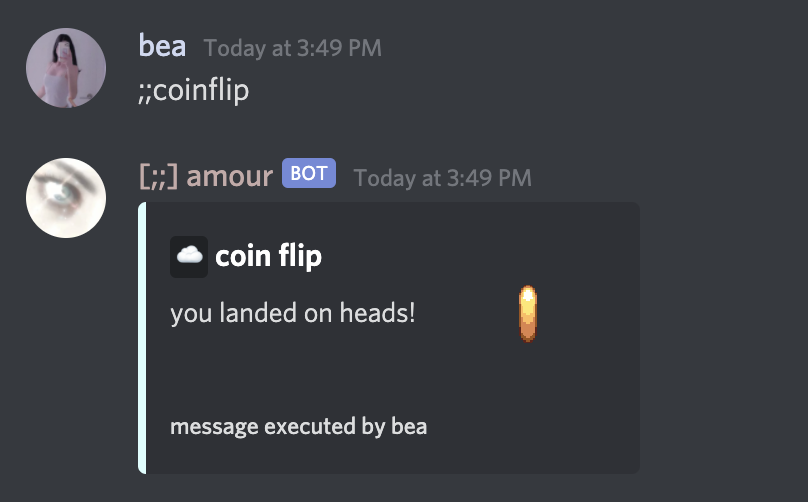 bea Today at 3:49 PM
;;coinflip
[;;] amour BOT Today at 3:49 PM
coin flip
you landed on heads!
message executed by bea